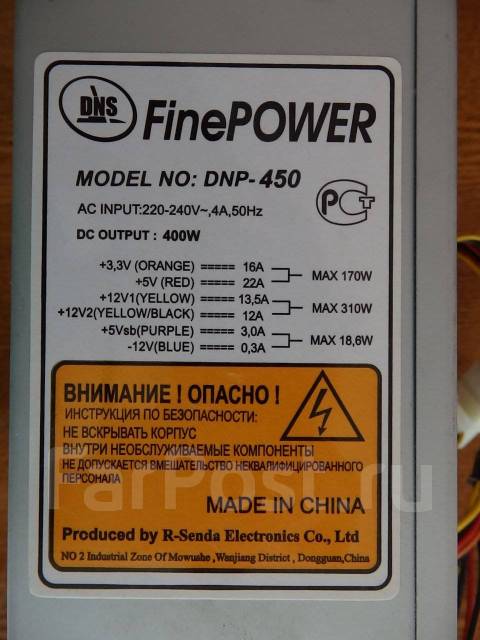 DNS
FinePOWER
MODEL NO: DNP-450
AC INPUT:220-240V~,4A,50Hz
DC OUTPUT : 400W
РСТ
+3,3V (ORANGE) ===== 16A
+5V (RED) ===== 22A
MAX 170W
+12V1(YELLOW) ===== 13,5A
+12V2(YELLOW/BLACK) ===== 12A
MAX 310W
+5Vsb(PURPLE) ===== 3,0A
-12V(BLUE) ===== 0,3A
MAX 18,6W
ВНИМАНИЕ ! ОПАСНО !
ИНСТРУКЦИЯ ПО БЕЗОПАСНОСТИ:
НЕ ВСКРЫВАТЬ КОРПУС
ВНУТРИ НЕОБСЛУЖИВАЕМЫЕ КОМПОНЕНТЫ
НЕ ДОПУСКАЕТСЯ ВМЕШАТЕЛЬСТВО НЕКВАЛИФИЦИРОВАННОГО
ПЕРСОНАЛА
FarPost.ru
MADE IN CHINA
Produced by R-Senda Electronics Co., Ltd
NO 2 Industrial Zone Of Mowushe ,Wanjiang District , Dongguan,China